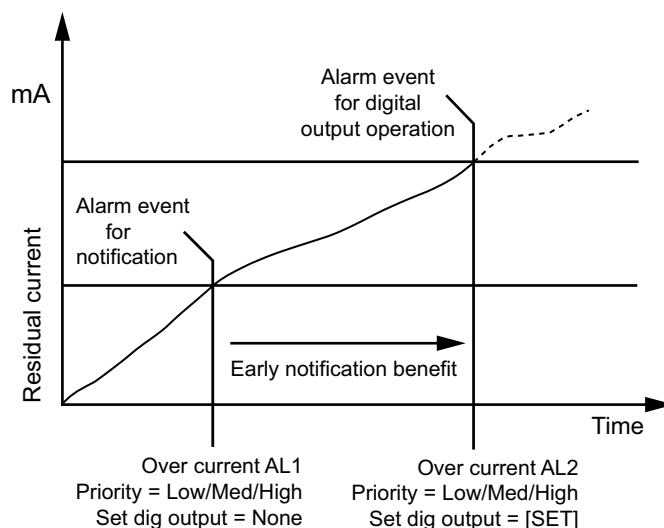 mA
Residual current
Alarm event
for
notification
Alarm event
for digital
output operation
Early notification benefit
Time
Over current AL1
Priority = Low/Med/High
Set dig output = None
Over current AL2
Priority = Low/Med/High
Set dig output = [SET]